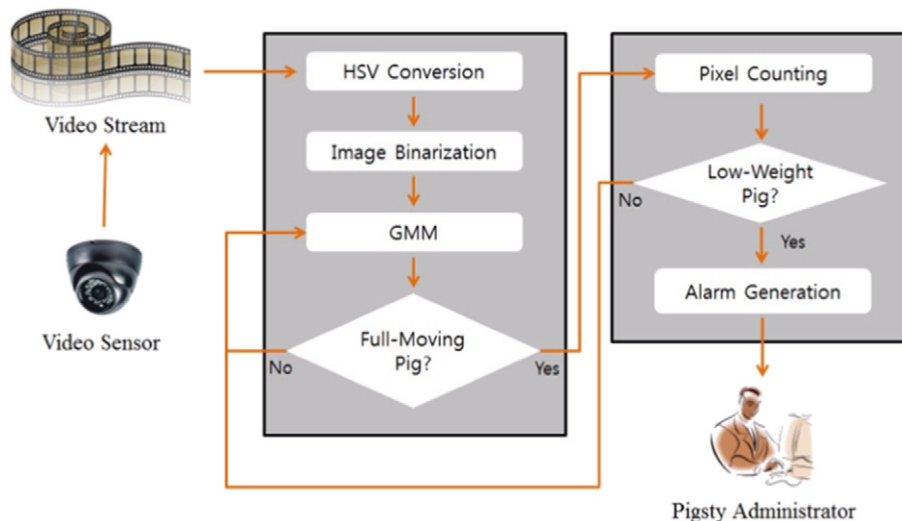 Video Stream
Video Sensor
HSV Conversion
Image Binarization
GMM
Full-Moving
Pig?
No
Yes
Pixel Counting
Low-Weight
Pig?
No
Yes
Alarm Generation
Pigsty Administrator